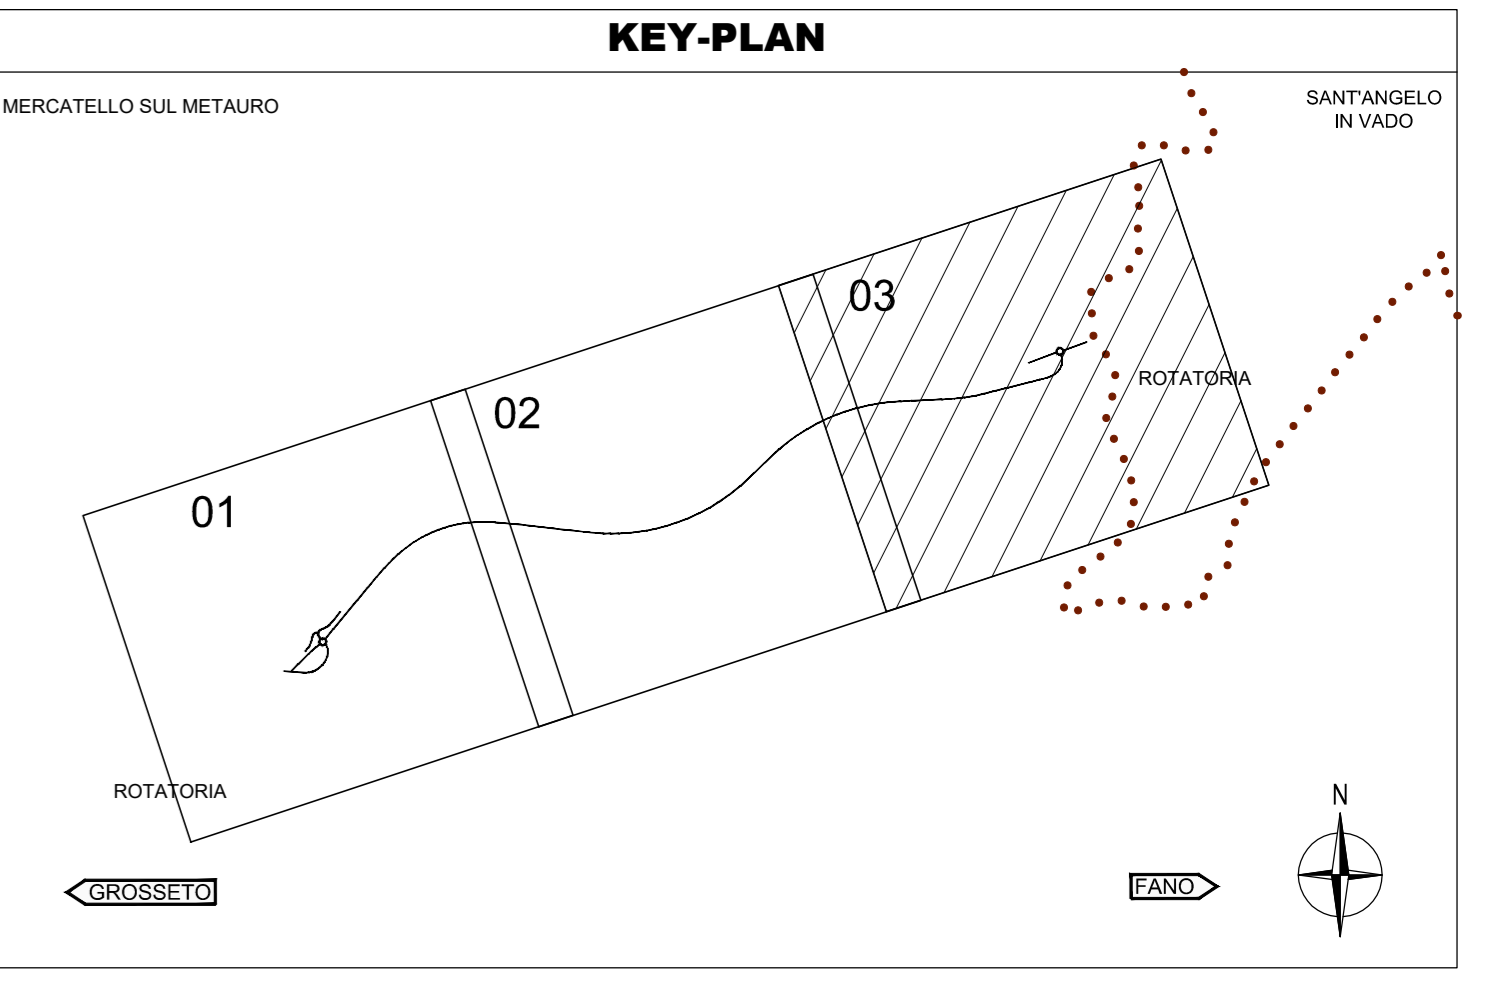 KEY-PLAN
MERCATELLO SUL METAURO
SANT'ANGELO
IN VADO
03
ROTATORIA
02
01
ROTATORIA
N
GROSSETO
FANO